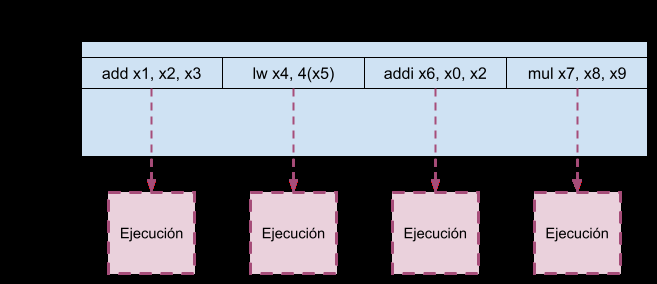 add x1, x2, x3
lw x4, 4(x5)
addi x6, x0, x2
mul x7, x8, x9
Ejecución
Ejecución
Ejecución
Ejecución